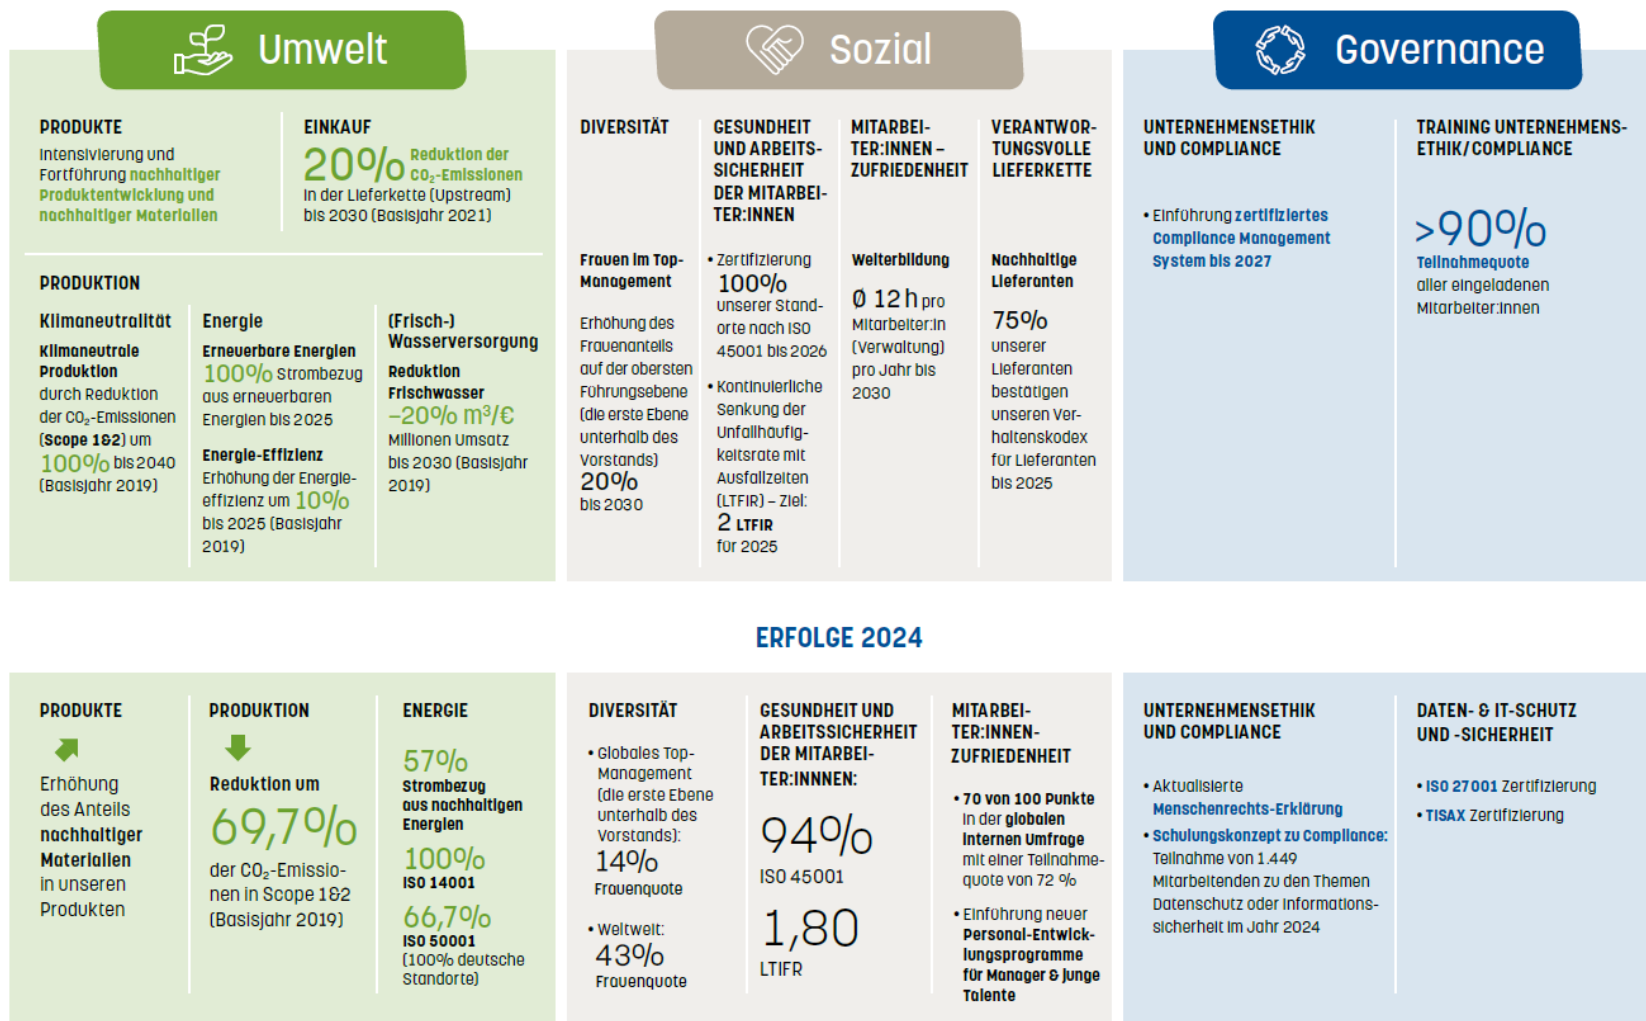 Umwelt
PRODUKTE
Intensivierung und
Fortführung nachhaltiger
Produktentwicklung und
nachhaltiger Materialien
EINKAUF
20% Reduktion der
CO₂-Emissionen
in der Lieferkette (Upstream)
bis 2030 (Basisjahr 2021)
PRODUKTION
Klimaneutralität
Klimaneutrale
Produktion
durch Reduktion
der CO₂-Emissionen
(Scope 1&2) um
100% bis 2040
(Basisjahr 2019)
Energie
Erneuerbare Energien
100% Strombezug
aus erneuerbaren
Energien bis 2025
Energie-Effizienz
Erhöhung der Energie-
effizienz um 10%
bis 2025 (Basisjahr
2019)
(Frisch-)
Wasserversorgung
Reduktion
Frischwasser
–20% m³/€
Millionen Umsatz
bis 2030 (Basisjahr
2019)
Sozial
DIVERSITÄT
Frauen im Top-
Management
Erhöhung des
Frauenanteils
auf der obersten
Führungsebene
(die erste Ebene
unterhalb des
Vorstands)
20%
bis 2030
GESUNDHEIT
UND ARBEITS-
SICHERHEIT
DER MITARBEI-
TER:INNEN
• Zertifizierung
100%
unserer Stand-
orte nach ISO
45001 bis 2026
• Kontinuierliche
Senkung der
Unfallhäufig-
keitsrate mit
Ausfallzeiten
(LTFIR) – Ziel:
2 LTFIR
für 2025
MITARBEI-
TER:INNEN –
ZUFRIEDENHEIT
Weiterbildung
Ø 12 h pro
Mitarbeiter:in
(Verwaltung)
pro Jahr bis
2030
VERANTWOR-
TUNGSVOLLE
LIEFERKETTE
Nachhaltige
Lieferanten
75%
unserer
Lieferanten
bestätigen
unseren Ver-
haltenskodex
für Lieferanten
bis 2025
Governance
UNTERNEHMENSETHIK
UND COMPLIANCE
• Einführung zertifiziertes
Compliance Management
System bis 2027
TRAINING UNTERNEHMENS-
ETHIK/COMPLIANCE
>90%
Teilnahmequote
aller eingeladenen
Mitarbeiter:innen
ERFOLGE 2024
PRODUKTE
Erhöhung
des Anteils
nachhaltiger
Materialien
in unseren
Produkten
PRODUKTION
Reduktion um
69,7%
der CO₂-Emissio-
nen in Scope 1&2
(Basisjahr 2019)
ENERGIE
57%
Strombezug
aus nachhaltigen
Energien
100%
ISO 14001
66,7%
ISO 50001
(100% deutsche
Standorte)
DIVERSITÄT
• Globales Top-
Management
(die erste Ebene
unterhalb des
Vorstands):
14%
Frauenquote
• Weltweit:
43%
Frauenquote
GESUNDHEIT UND
ARBEITSSICHERHEIT
DER MITARBEI-
TER:INNNEN:
94%
ISO 45001
1,80
LTIFR
MITARBEI-
TER:INNEN-
ZUFRIEDENHEIT
• 70 von 100 Punkte
in der globalen
internen Umfrage
mit einer Teilnahme-
quote von 72 %
• Einführung neuer
Personal-Entwick-
lungsprogramme
für Manager & junge
Talente
UNTERNEHMENSETHIK
UND COMPLIANCE
• Aktualisierte
Menschenrechts-Erklärung
• Schulungskonzept zu Compliance:
Teilnahme von 1.449
Mitarbeitenden zu den Themen
Datenschutz oder Informations-
sicherheit im Jahr 2024
DATEN- & IT-SCHUTZ
UND -SICHERHEIT
• ISO 27001 Zertifizierung
• TISAX Zertifizierung